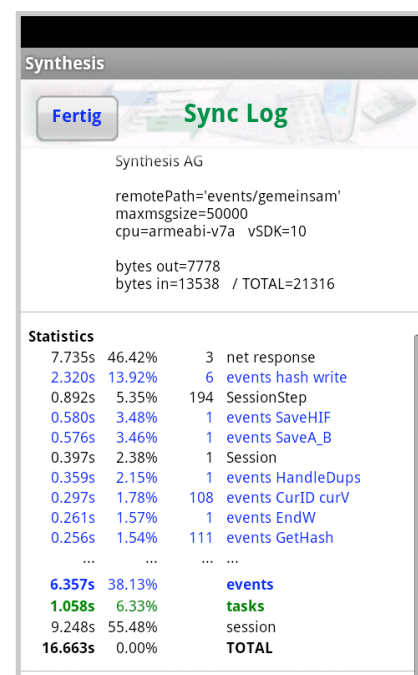 Synthesis
Fertig
Sync Log
Synthesis AG
remotePath='events/gemeinsam'
maxmsgsize=50000
cpu=armeabi-v7a vSDK=10
bytes out=7778
bytes in=13538 / TOTAL=21316
Statistics
7.735s 46.42% 3 net response
2.320s 13.92% 6 events hash write
0.892s 5.35% 194 SessionStep
0.580s 3.48% 1 events SaveHIF
0.576s 3.46% 1 events SaveA_B
0.397s 2.38% 1 Session
0.359s 2.15% 1 events HandleDups
0.297s 1.78% 108 events CurID curV
0.261s 1.57% 1 events EndW
0.256s 1.54% 111 events GetHash
... ... ... ...
6.357s 38.13% events
1.058s 6.33% tasks
9.248s 55.48% session
16.663s 0.00% TOTAL